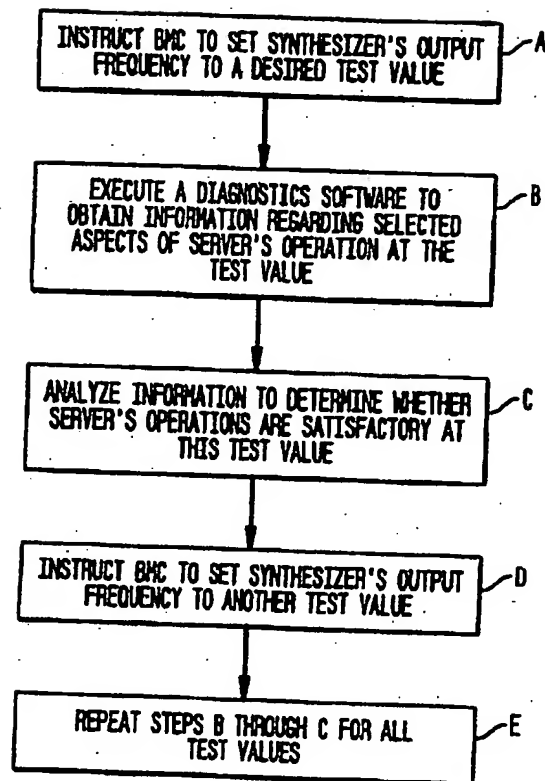 INSTRUCT BMC TO SET SYNTHESIZER'S OUTPUT
FREQUENCY TO A DESIRED TEST VALUE
A
EXECUTE A DIAGNOSTICS SOFTWARE TO
OBTAIN INFORMATION REGARDING SELECTED
ASPECTS OF SERVER'S OPERATION AT THE
TEST VALUE
B
ANALYZE INFORMATION TO DETERMINE WHETHER
SERVER'S OPERATIONS ARE SATISFACTORY AT
THIS TEST VALUE
C
INSTRUCT BMC TO SET SYNTHESIZER'S OUTPUT
FREQUENCY TO ANOTHER TEST VALUE
D
REPEAT STEPS B THROUGH C FOR ALL
TEST VALUES
E